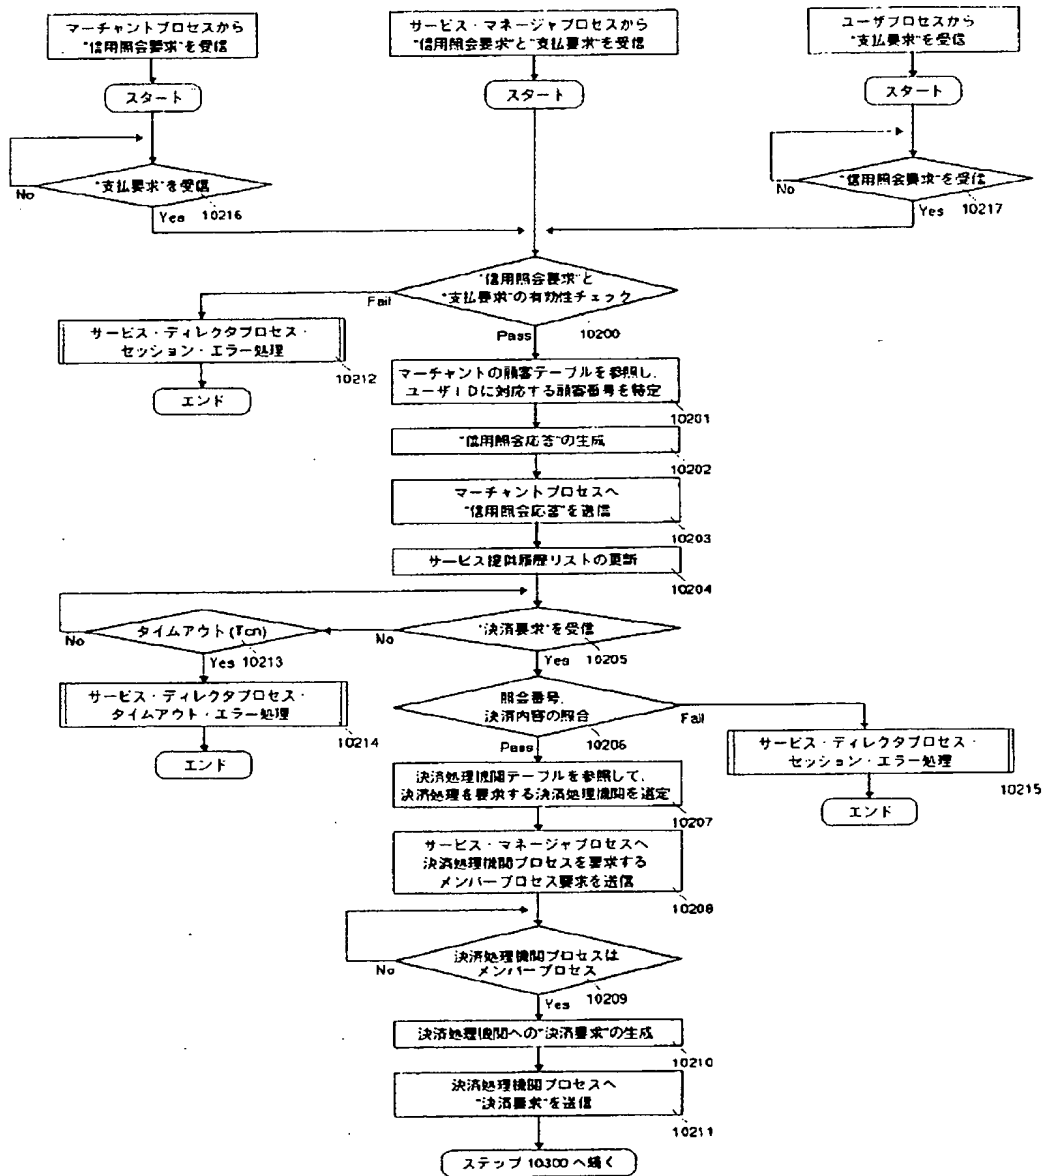 マーチャントプロセスから
"信用照会要求"を受信
サービス・マネージャプロセスから
"信用照会要求"と"支払要求"を受信
ユーザプロセスから
"支払要求"を受信
スタート
スタート
スタート
"支払要求"を受信
No
Yes
10216
"信用照会要求"を受信
No
Yes
10217
"信用照会要求"と
"支払要求"の有効性チェック
Fail
Pass
10200
サービス・ディレクタプロセス・
セッション・エラー処理
10212
エンド
マーチャントの顧客テーブルを参照し、
ユーザIDに対応する顧客番号を特定
10201
"信用照会応答"の生成
10202
マーチャントプロセスへ
"信用照会応答"を送信
10203
サービス提供履歴リストの更新
10204
タイムアウト(Tcn)
No
Yes
10213
"決済要求"を受信
No
10205
Yes
サービス・ディレクタプロセス・
タイムアウト・エラー処理
10214
エンド
照会番号、
決済内容の照合
Fail
Pass
10206
サービス・ディレクタプロセス・
セッション・エラー処理
10215
エンド
決済処理機関テーブルを参照して、
決済処理を要求する決済処理機関を選定
10207
サービス・マネージャプロセスへ
決済処理機関プロセスを要求する
メンバープロセス要求を送信
10208
決済処理機関プロセスは
メンバープロセス
No
10209
Yes
決済処理機関への"決済要求"の生成
10210
決済処理機関プロセスへ
"決済要求"を送信
10211
ステップ10300へ続く